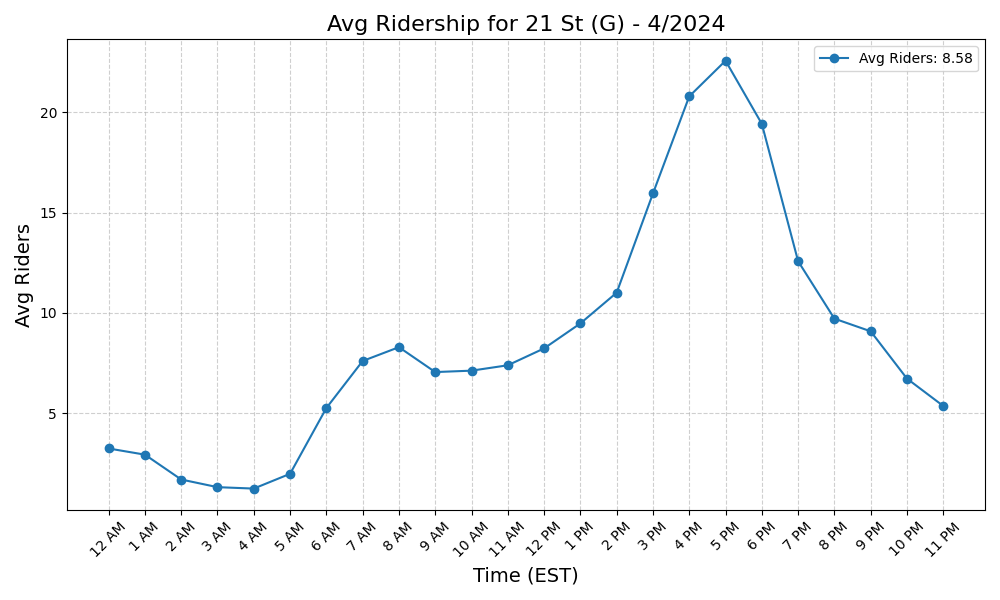 Avg Ridership for 21 St (G) - 4/2024
Avg Riders: 8.58
Avg Riders
20
15
10
5
12 AM
1 AM
2 AM
3 AM
4 AM
5 AM
6 AM
7 AM
8 AM
9 AM
10 AM
11 AM
12 PM
1 PM
2 PM
3 PM
4 PM
5 PM
6 PM
7 PM
8 PM
9 PM
10 PM
11 PM
Time (EST)